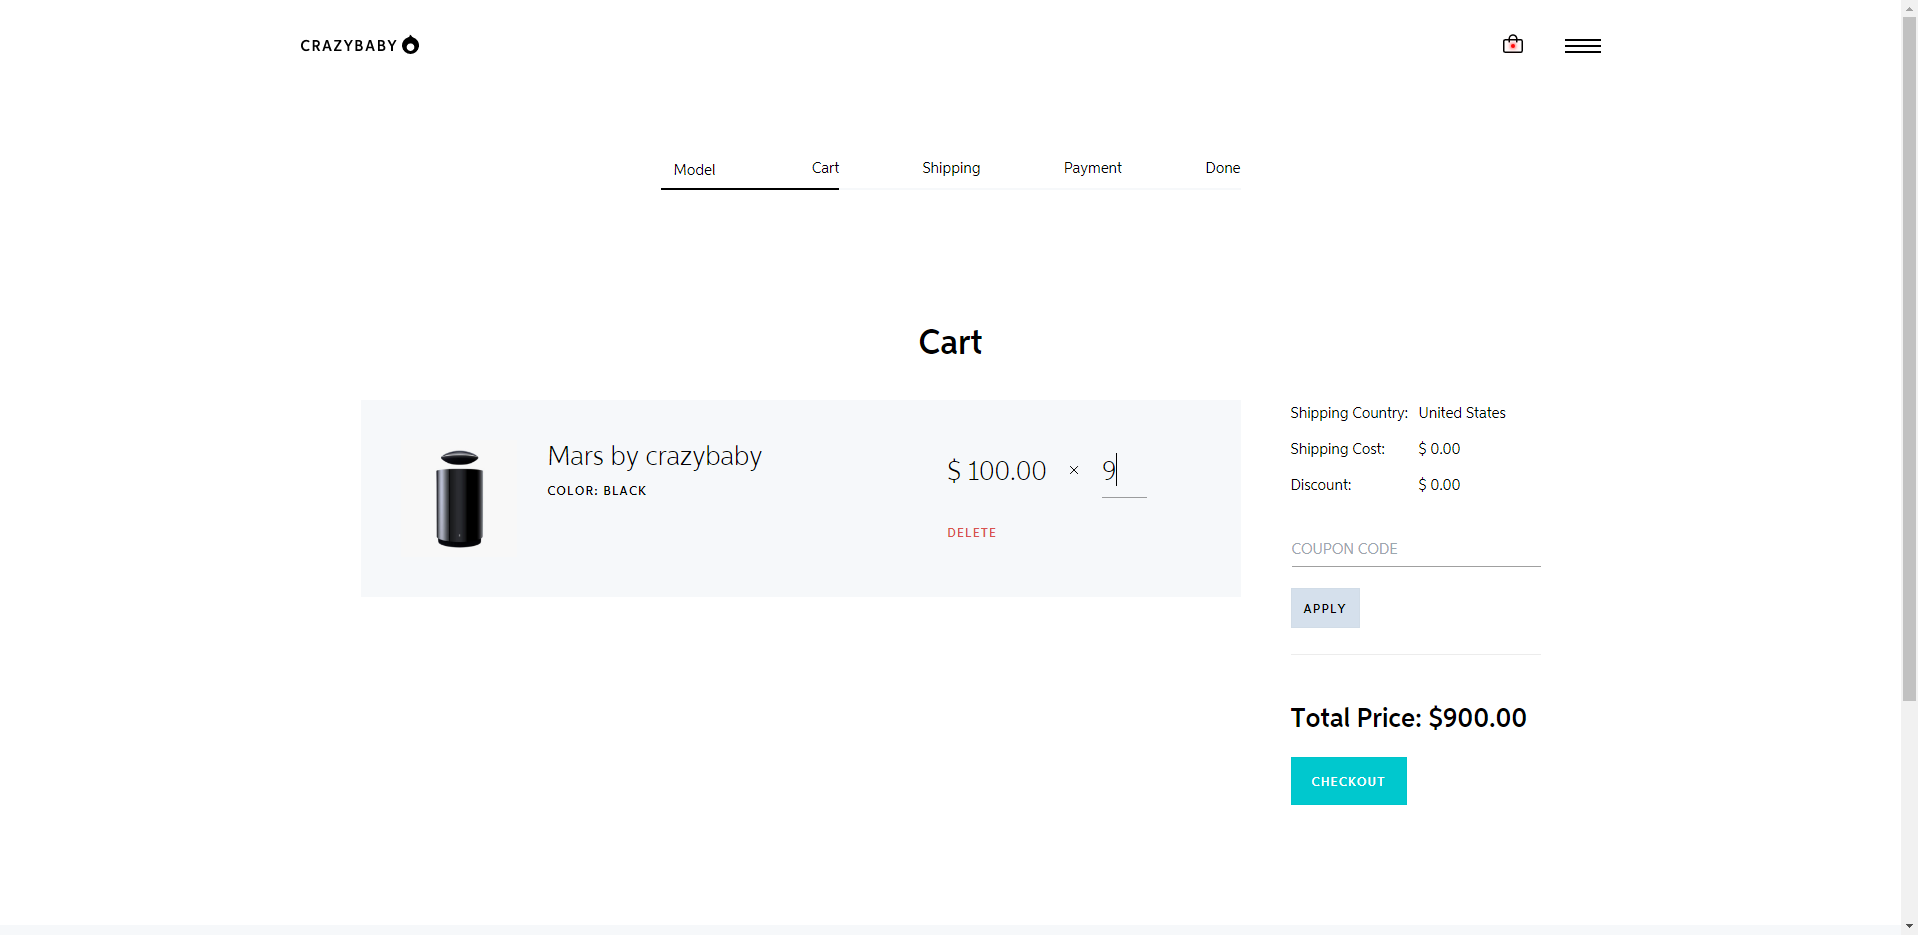 CRAZYBABY
Model
Cart
Shipping
Payment
Done
Cart
Mars by crazybaby
COLOR: BLACK
$ 100.00 × 9
DELETE
Shipping Country: United States
Shipping Cost: $ 0.00
Discount: $ 0.00
COUPON CODE
APPLY
Total Price: $900.00
CHECKOUT